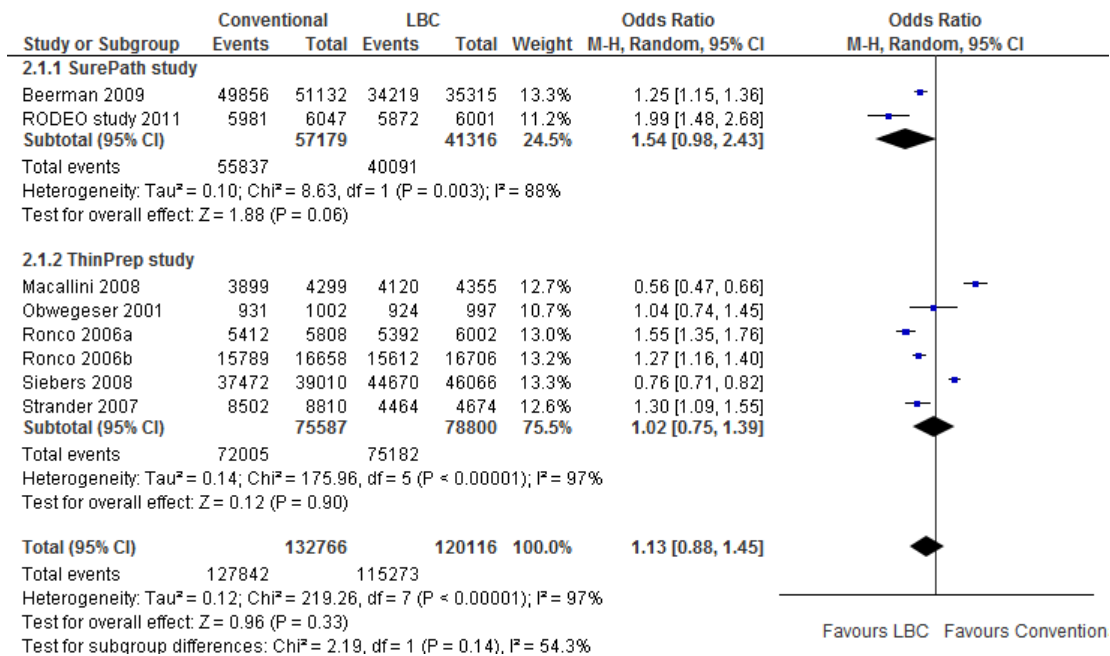 Conventional LBC Odds Ratio Odds Ratio
Study or Subgroup Events Total Events Total Weight M-H, Random, 95% CI M-H, Random, 95% CI
2.1.1 SurePath study
Beerman 2009 49856 51132 34219 35315 13.3% 1.25 [1.15, 1.36]
RODEO study 2011 5981 6047 5872 6001 11.2% 1.99 [1.48, 2.68]
Subtotal (95% CI) 57179 41316 24.5% 1.54 [0.98, 2.43]
Total events 55837 40091
Heterogeneity: Tau² = 0.10; Chi² = 8.63, df = 1 (P = 0.003); I² = 88%
Test for overall effect: Z = 1.88 (P = 0.06)
2.1.2 ThinPrep study
Macallini 2008 3899 4299 4120 4355 12.7% 0.56 [0.47, 0.66]
Obwegeser 2001 931 1002 924 997 10.7% 1.04 [0.74, 1.45]
Ronco 2006a 5412 5808 5392 6002 13.0% 1.55 [1.35, 1.76]
Ronco 2006b 15789 16658 15612 16706 13.2% 1.27 [1.16, 1.40]
Siebers 2008 37472 39010 44670 46066 13.3% 0.76 [0.71, 0.82]
Strander 2007 8502 8810 4464 4674 12.6% 1.30 [1.09, 1.55]
Subtotal (95% CI) 75587 78800 75.5% 1.02 [0.75, 1.39]
Total events 72005 75182
Heterogeneity: Tau² = 0.14; Chi² = 175.96, df = 5 (P < 0.00001); I² = 97%
Test for overall effect: Z = 0.12 (P = 0.90)
Total (95% CI) 132766 120116 100.0% 1.13 [0.88, 1.45]
Total events 127842 115273
Heterogeneity: Tau² = 0.12; Chi² = 219.26, df = 7 (P < 0.00001); I² = 97%
Test for overall effect: Z = 0.96 (P = 0.33)
Test for subgroup differences: Chi² = 2.19, df = 1 (P = 0.14), I² = 54.3%
Favours LBC Favours Convention